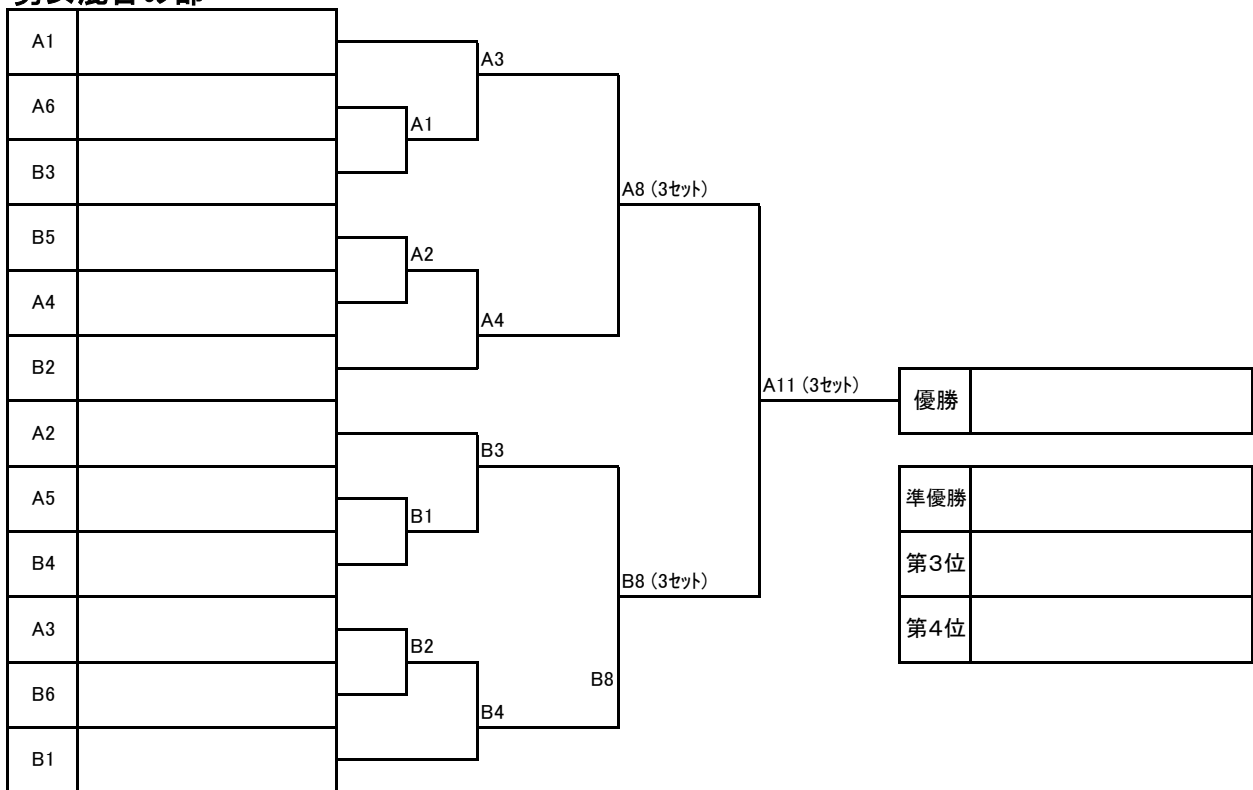 A1
A3
A6
A1
B3
A8 (3ｾｯﾄ)
B5
A2
A4
A4
B2
A11 (3ｾｯﾄ)
優勝
A2
B3
A5
準優勝
B1
B4
第3位
B8 (3ｾｯﾄ)
A3
第4位
B2
B6
B8
B4
B1